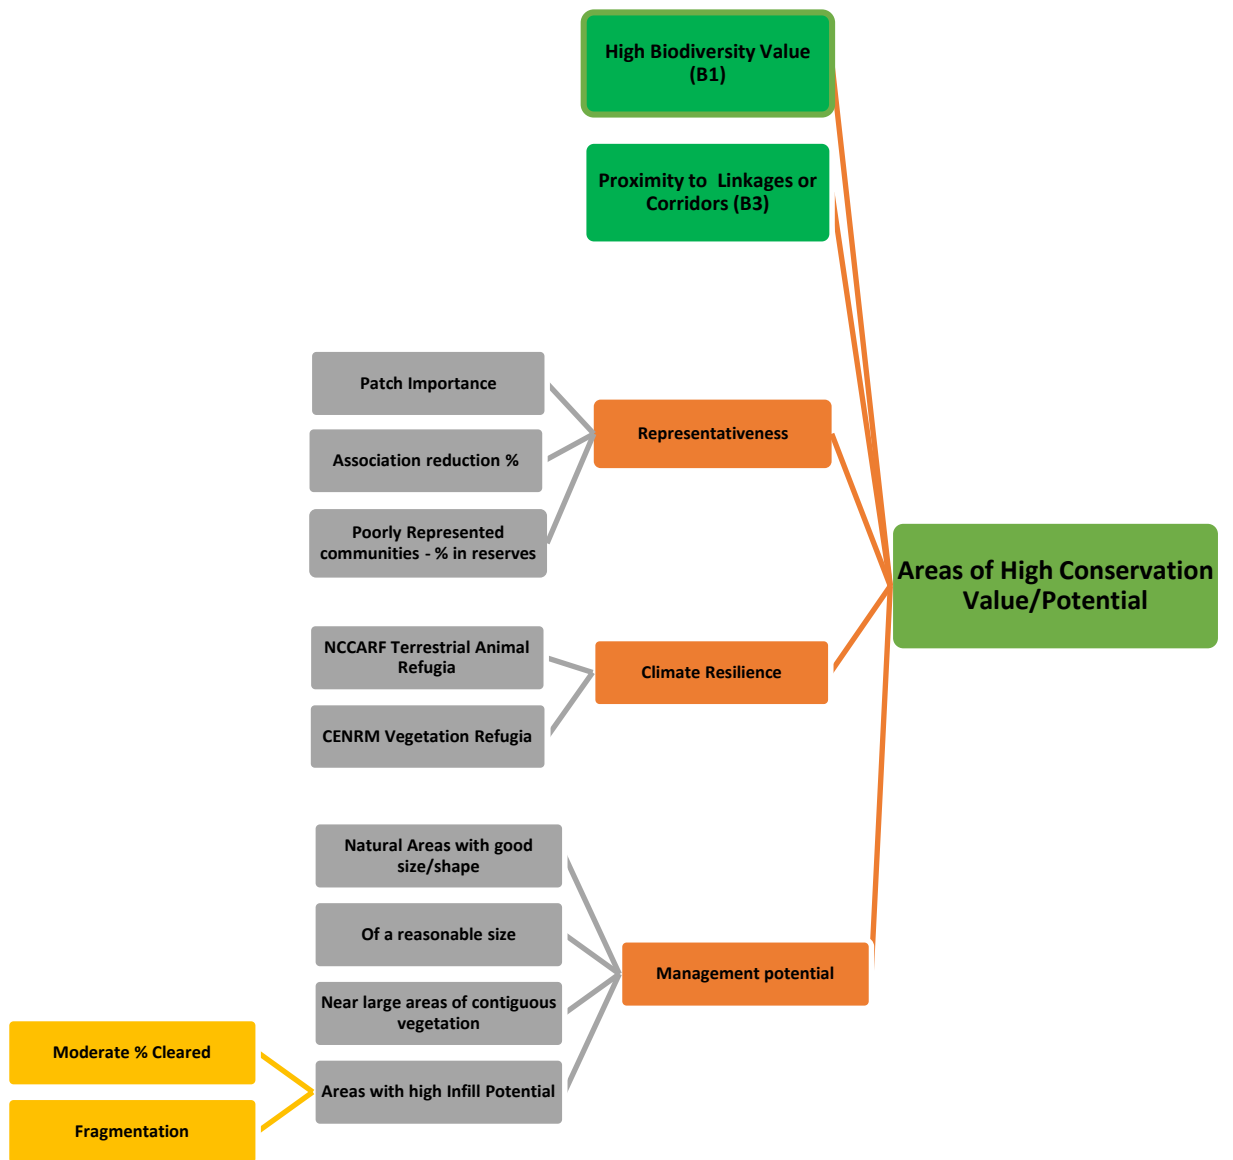 High Biodiversity Value
(B1)
Proximity to Linkages or
Corridors (B3)
Patch Importance
Association reduction %
Poorly Represented
communities - % in reserves
Representativeness
Areas of High Conservation
Value/Potential
NCCARF Terrestrial Animal
Refugia
CENRM Vegetation Refugia
Climate Resilience
Natural Areas with good
size/shape
Of a reasonable size
Near large areas of contiguous
vegetation
Areas with high Infill Potential
Management potential
Moderate % Cleared
Fragmentation